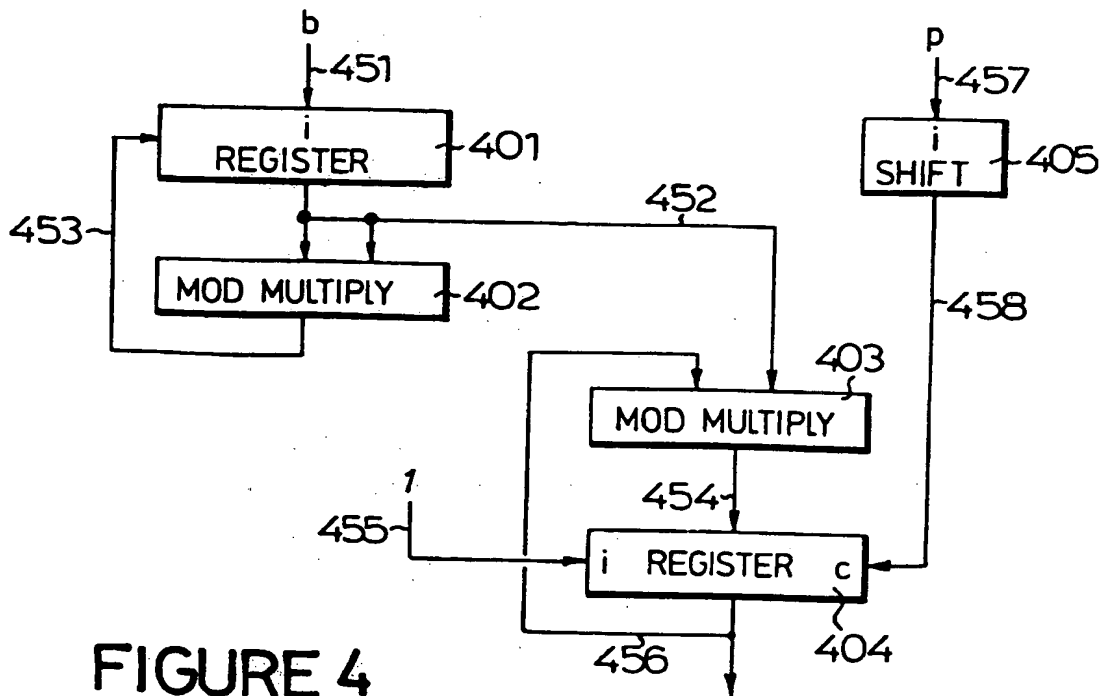 b
p
451
457
i
REGISTER
401
i
SHIFT
405
452
453
MOD MULTIPLY
402
458
403
MOD MULTIPLY
1
454
455
i REGISTER c
404
456
FIGURE 4